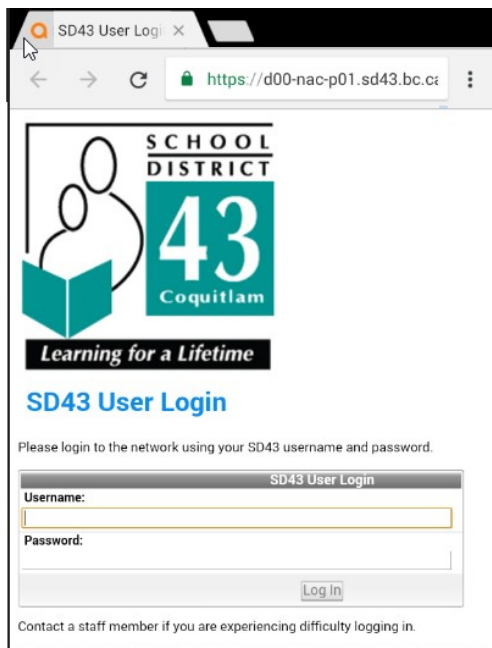 SD43 User Logi
https://d00-nac-p01.sd43.bc.ca
SCHOOL
DISTRICT
43
Coquitlam
Learning for a Lifetime
SD43 User Login
Please login to the network using your SD43 username and password.
SD43 User Login
Username:
Password:
Log In
Contact a staff member if you are experiencing difficulty logging in.